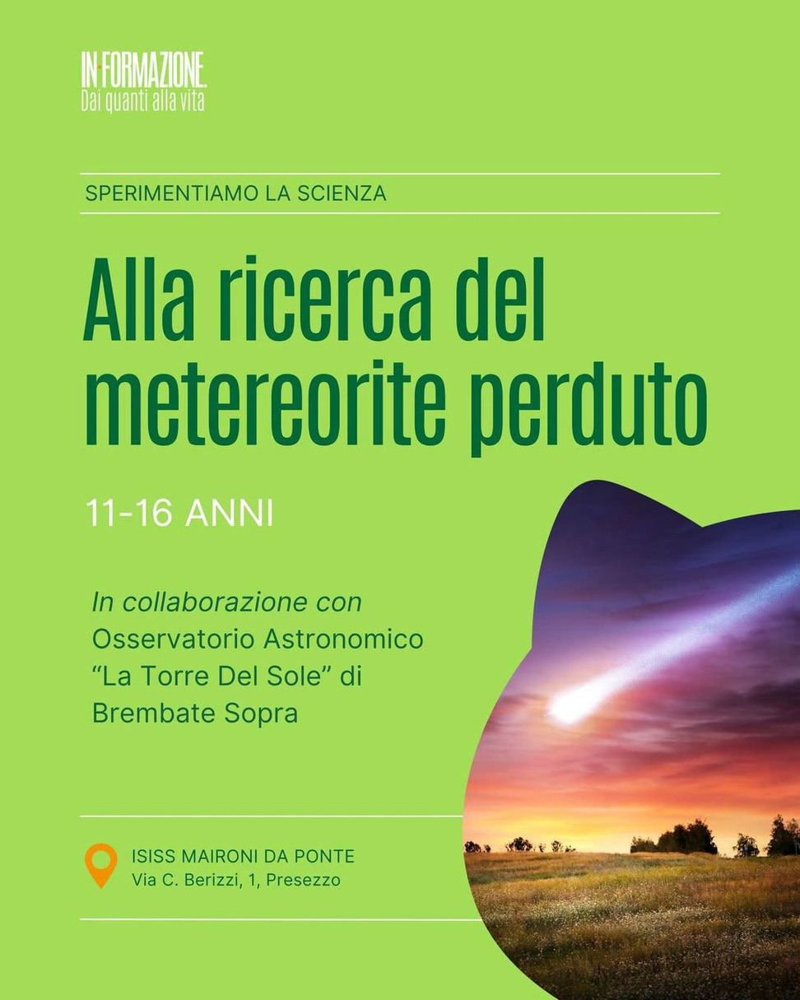 IN·FORMAZIONE.
Dai quanti alla vita
SPERIMENTIAMO LA SCIENZA
Alla ricerca del
metereorite perduto
11-16 ANNI
In collaborazione con
Osservatorio Astronomico
“La Torre Del Sole” di
Brembate Sopra
ISISS MAIRONI DA PONTE
Via C. Berizzi, 1, Presezzo